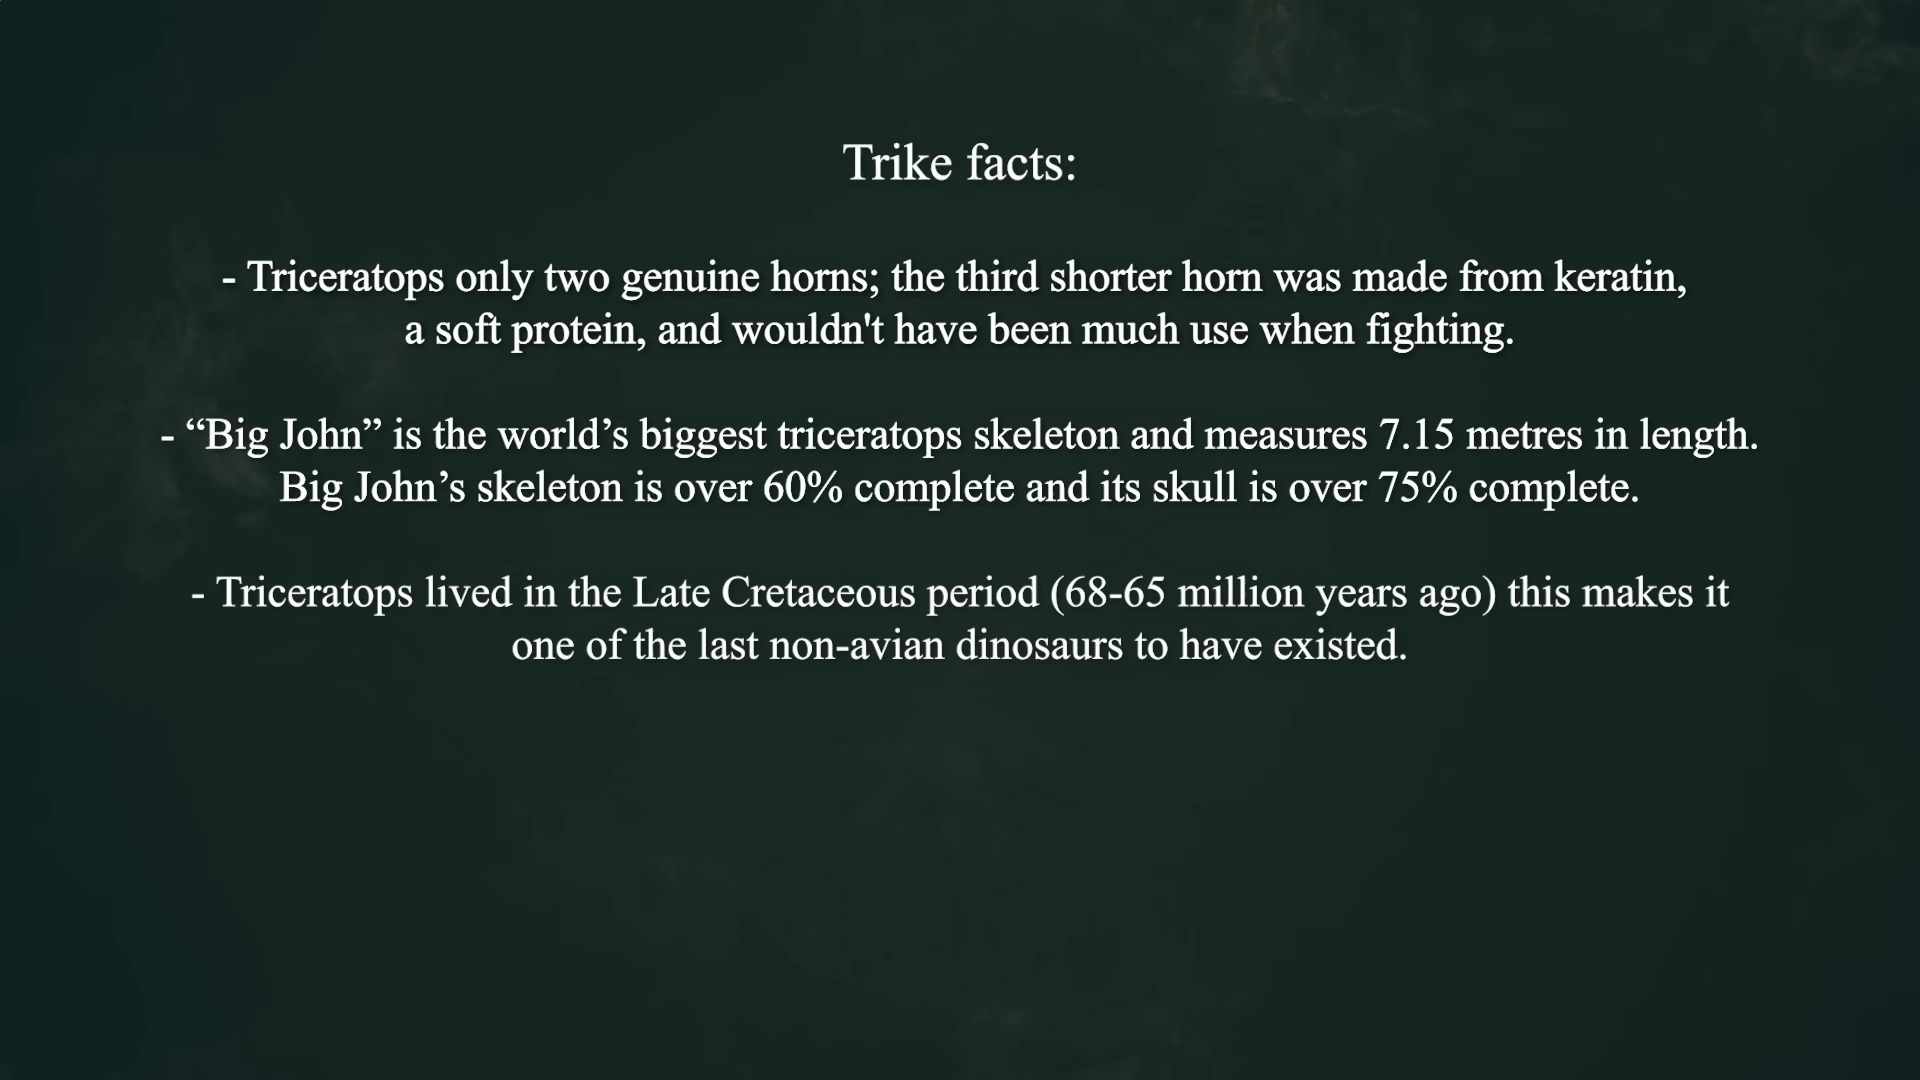 Trike facts:
- Triceratops only two genuine horns; the third shorter horn was made from keratin,
a soft protein, and wouldn't have been much use when fighting.
- “Big John” is the world’s biggest triceratops skeleton and measures 7.15 metres in length.
Big John’s skeleton is over 60% complete and its skull is over 75% complete.
- Triceratops lived in the Late Cretaceous period (68-65 million years ago) this makes it
one of the last non-avian dinosaurs to have existed.